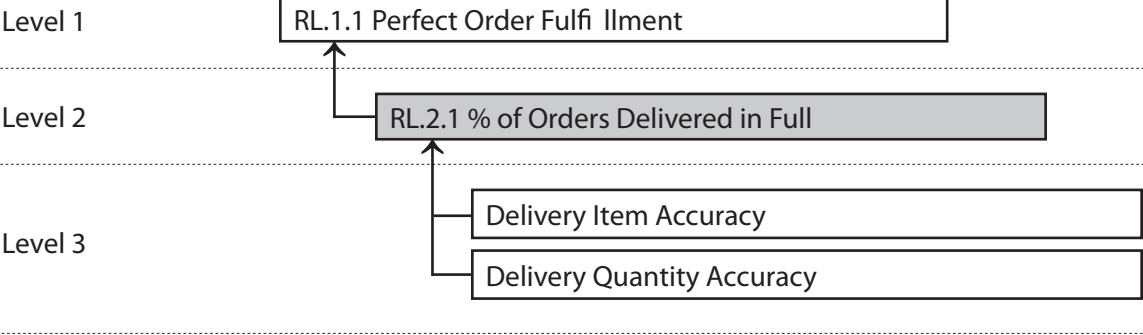 Level 1
RL.1.1 Perfect Order Fulfi llment
Level 2
RL.2.1 % of Orders Delivered in Full
Level 3
Delivery Item Accuracy
Delivery Quantity Accuracy